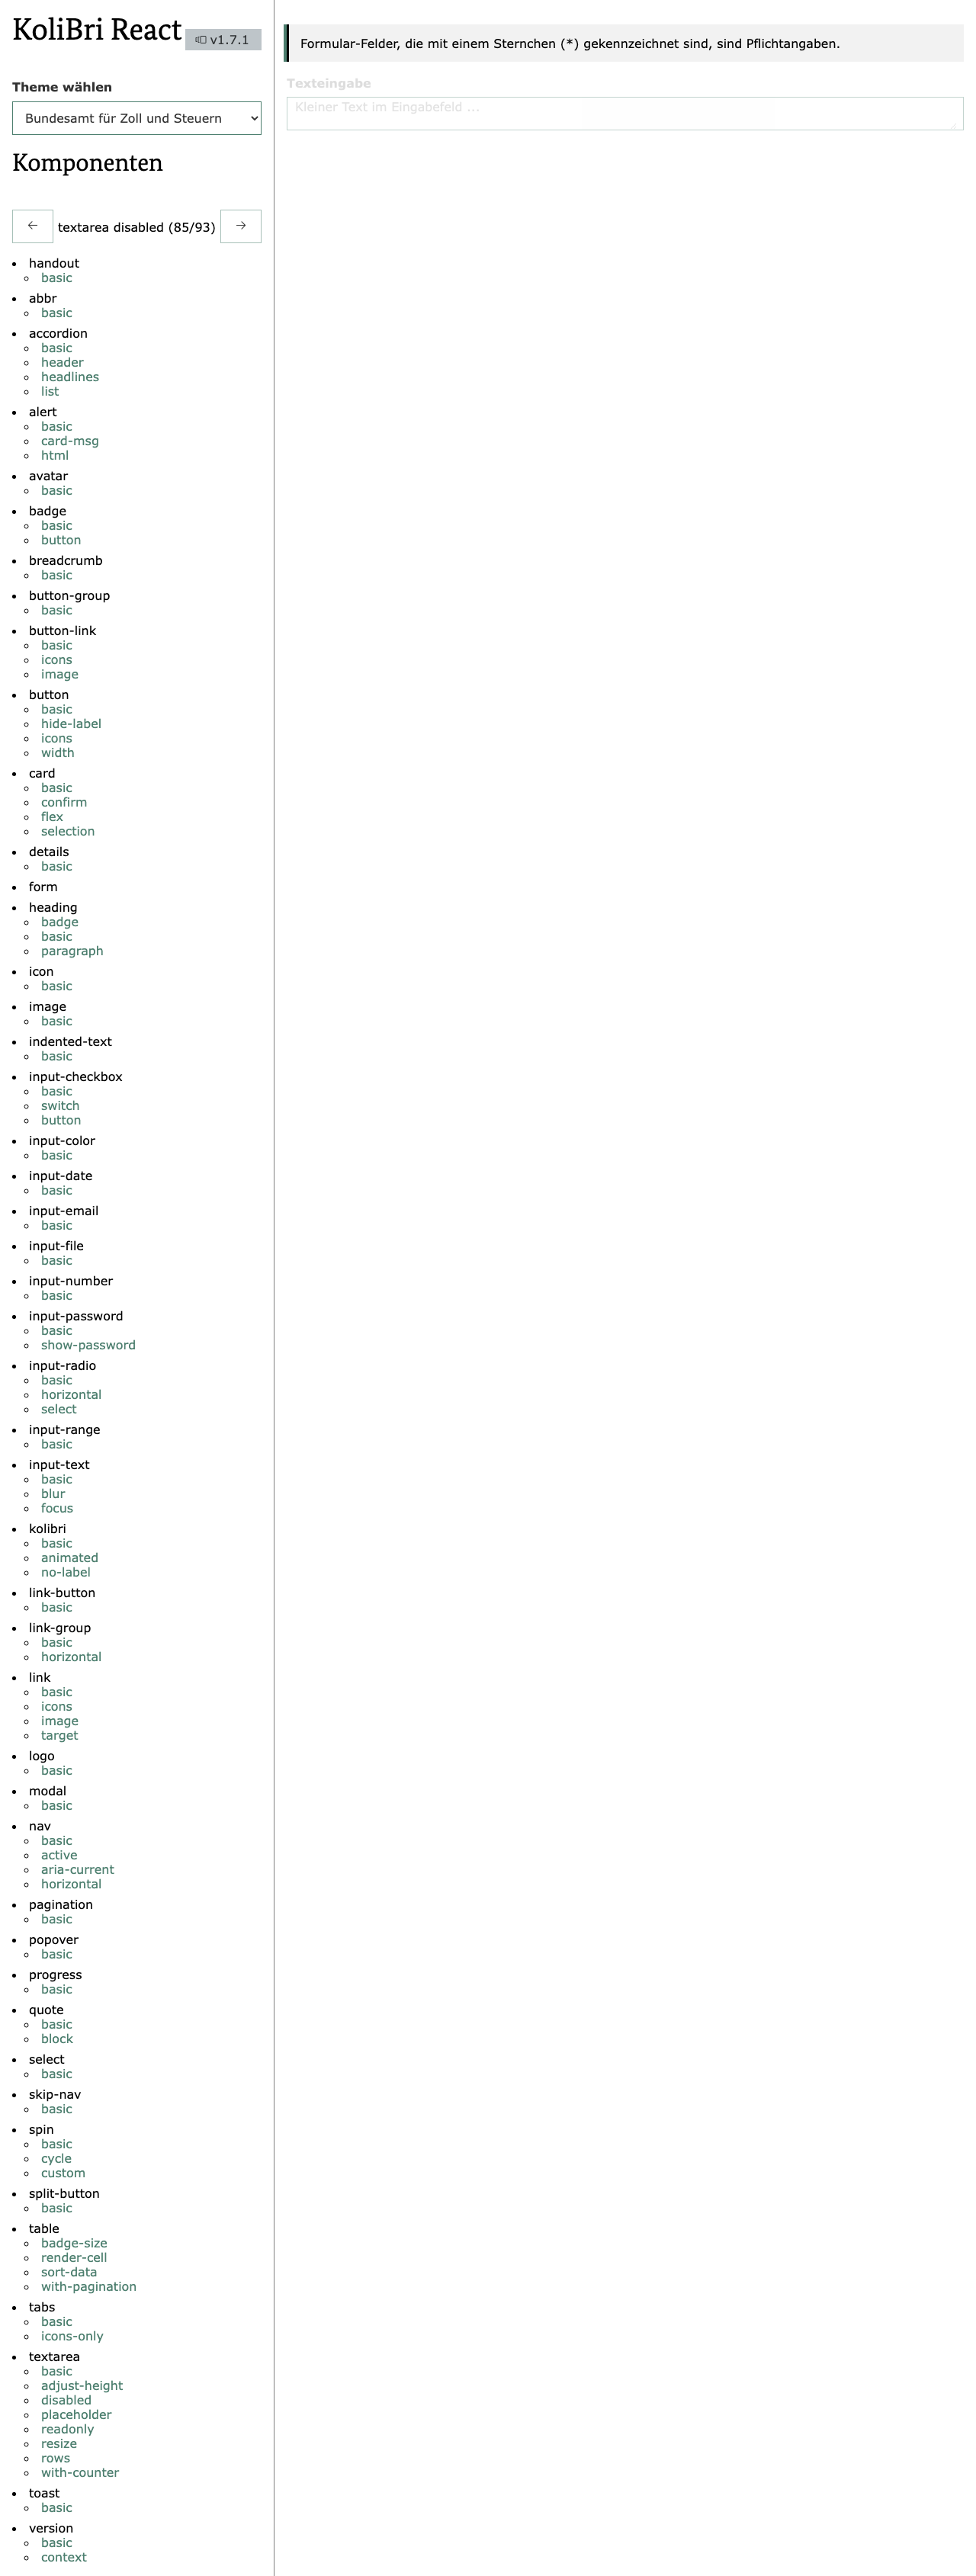 KoliBri React v1.7.1
Theme wählen
Bundesamt für Zoll und Steuern
Komponenten
← textarea disabled (85/93) →
handout
basic
abbr
basic
accordion
basic
header
headlines
list
alert
basic
card-msg
html
avatar
basic
badge
basic
button
breadcrumb
basic
button-group
basic
button-link
basic
icons
image
button
basic
hide-label
icons
width
card
basic
confirm
flex
selection
details
basic
form
heading
badge
basic
paragraph
icon
basic
image
basic
indented-text
basic
input-checkbox
basic
switch
button
input-color
basic
input-date
basic
input-email
basic
input-file
basic
input-number
basic
input-password
basic
show-password
input-radio
basic
horizontal
select
input-range
basic
input-text
basic
blur
focus
kolibri
basic
animated
no-label
link-button
basic
link-group
basic
horizontal
link
basic
icons
image
target
logo
basic
modal
basic
nav
basic
active
aria-current
horizontal
pagination
basic
popover
basic
progress
basic
quote
basic
block
select
basic
skip-nav
basic
spin
basic
cycle
custom
split-button
basic
table
badge-size
render-cell
sort-data
with-pagination
tabs
basic
icons-only
textarea
basic
adjust-height
disabled
placeholder
readonly
resize
rows
with-counter
toast
basic
version
basic
context
Formular-Felder, die mit einem Sternchen (*) gekennzeichnet sind, sind Pflichtangaben.
Texteingabe
Kleiner Text im Eingabefeld ...